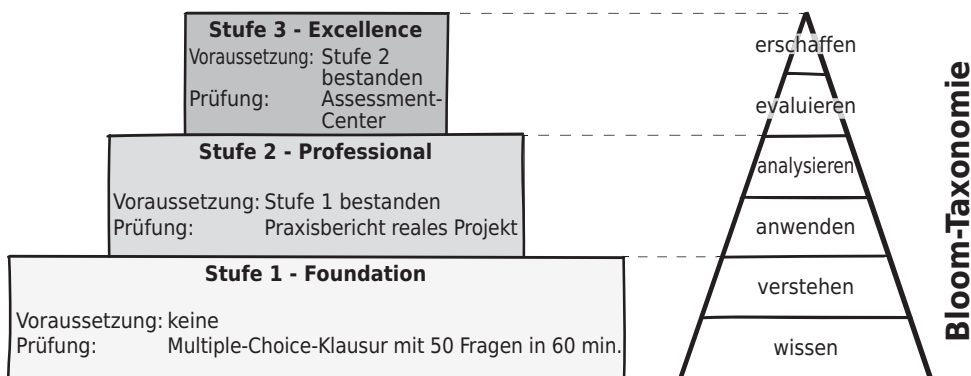 Stufe 3 - Excellence
Voraussetzung: Stufe 2
bestanden
Prüfung: Assessment-
Center
Stufe 2 - Professional
Voraussetzung: Stufe 1 bestanden
Prüfung: Praxisbericht reales Projekt
Stufe 1 - Foundation
Voraussetzung: keine
Prüfung: Multiple-Choice-Klausur mit 50 Fragen in 60 min.
erschaffen
evaluieren
analysieren
anwenden
verstehen
wissen
Bloom-Taxonomie